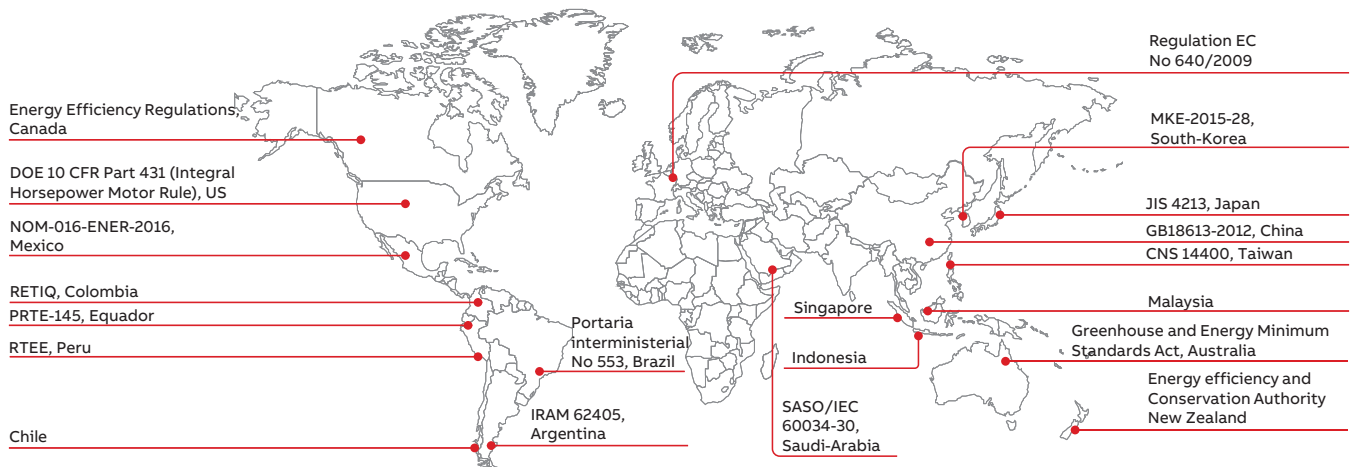 Energy Efficiency Regulations,
Canada
DOE 10 CFR Part 431 (Integral
Horsepower Motor Rule), US
NOM-016-ENER-2016,
Mexico
RETIQ, Colombia
PRTE-145, Equador
RTEE, Peru
Chile
Portaria
interministerial
No 553, Brazil
IRAM 62405,
Argentina
Singapore
Indonesia
SASO/IEC
60034-30,
Saudi-Arabia
Regulation EC
No 640/2009
MKE-2015-28,
South-Korea
JIS 4213, Japan
GB18613-2012, China
CNS 14400, Taiwan
Malaysia
Greenhouse and Energy Minimum
Standards Act, Australia
Energy efficiency and
Conservation Authority
New Zealand